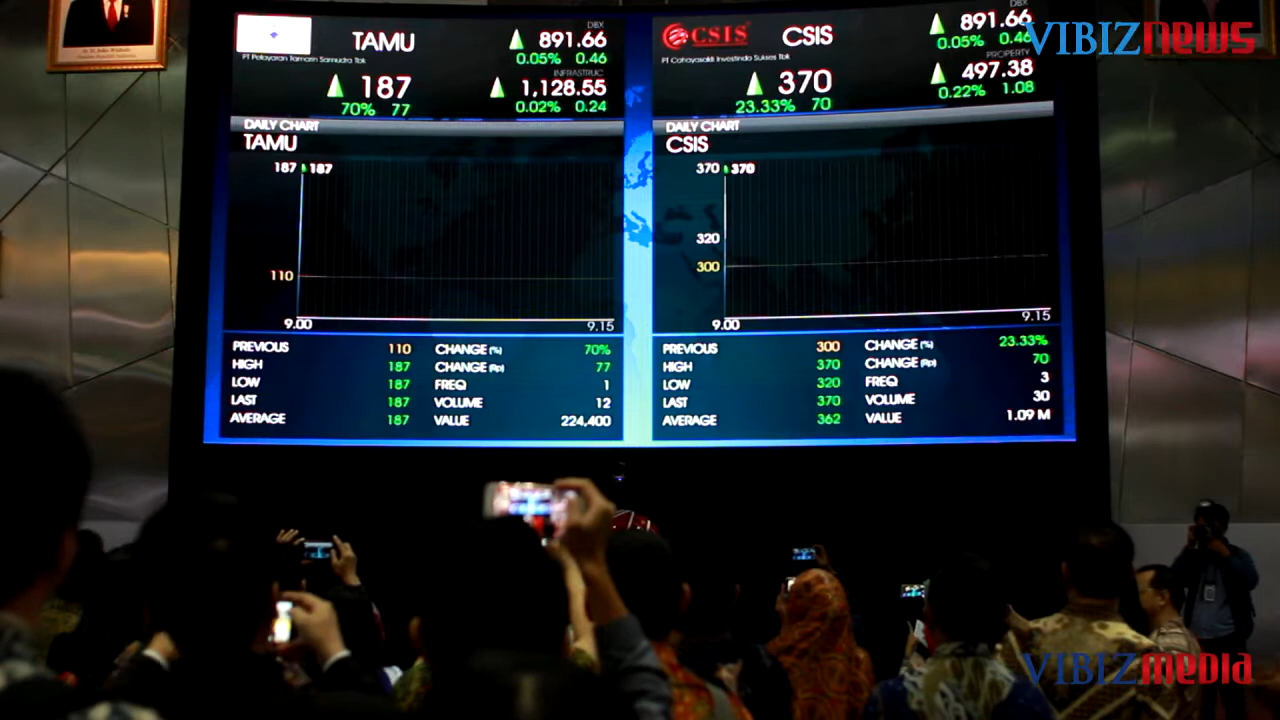 TAMU
PT Pelayaran Tamarin Samudra Tbk
187
70% 77
DBX
891.66
0.05% 0.46
INFRASTRUC
1,128.55
0.02% 0.24
DAILY CHART
TAMU
187 187
110
9.00 9.15
PREVIOUS 110 CHANGE (%) 70%
HIGH 187 CHANGE (Rp) 77
LOW 187 FREQ 1
LAST 187 VOLUME 12
AVERAGE 187 VALUE 224,400
CSIS CSIS
PT Cahayasakti Investindo Sukses Tbk
370
23.33% 70
891.66
0.05% 0.46
PROPERTY
497.38
0.22% 1.08
DAILY CHART
CSIS
370 370
320
300
9.00 9.15
PREVIOUS 300 CHANGE (%) 23.33%
HIGH 370 CHANGE (Rp) 70
LOW 320 FREQ 3
LAST 370 VOLUME 30
AVERAGE 362 VALUE 1.09 M
VIBIZnews
VIBIZmedia